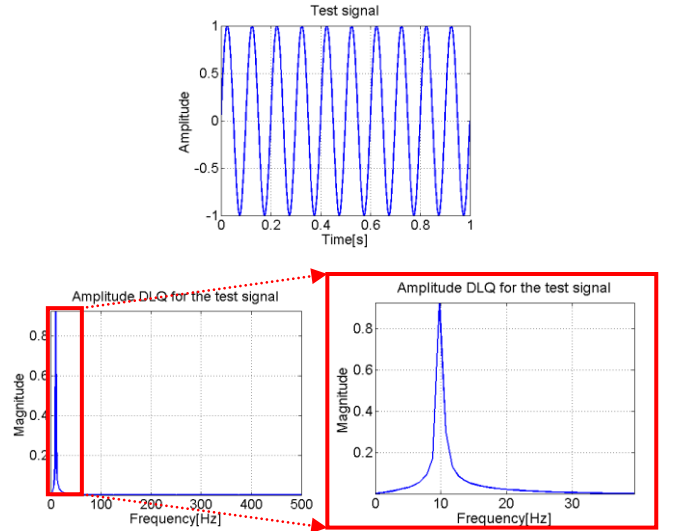 Test signal
Amplitude
1
0.5
0
-0.5
-1
0 0.2 0.4 0.6 0.8 1
Time[s]
Amplitude DLQ for the test signal
Magnitude
0.8
0.6
0.4
0.2
0 100 200 300 400 500
Frequency[Hz]
Amplitude DLQ for the test signal
Magnitude
0.8
0.6
0.4
0.2
0 10 20 30
Frequency[Hz]